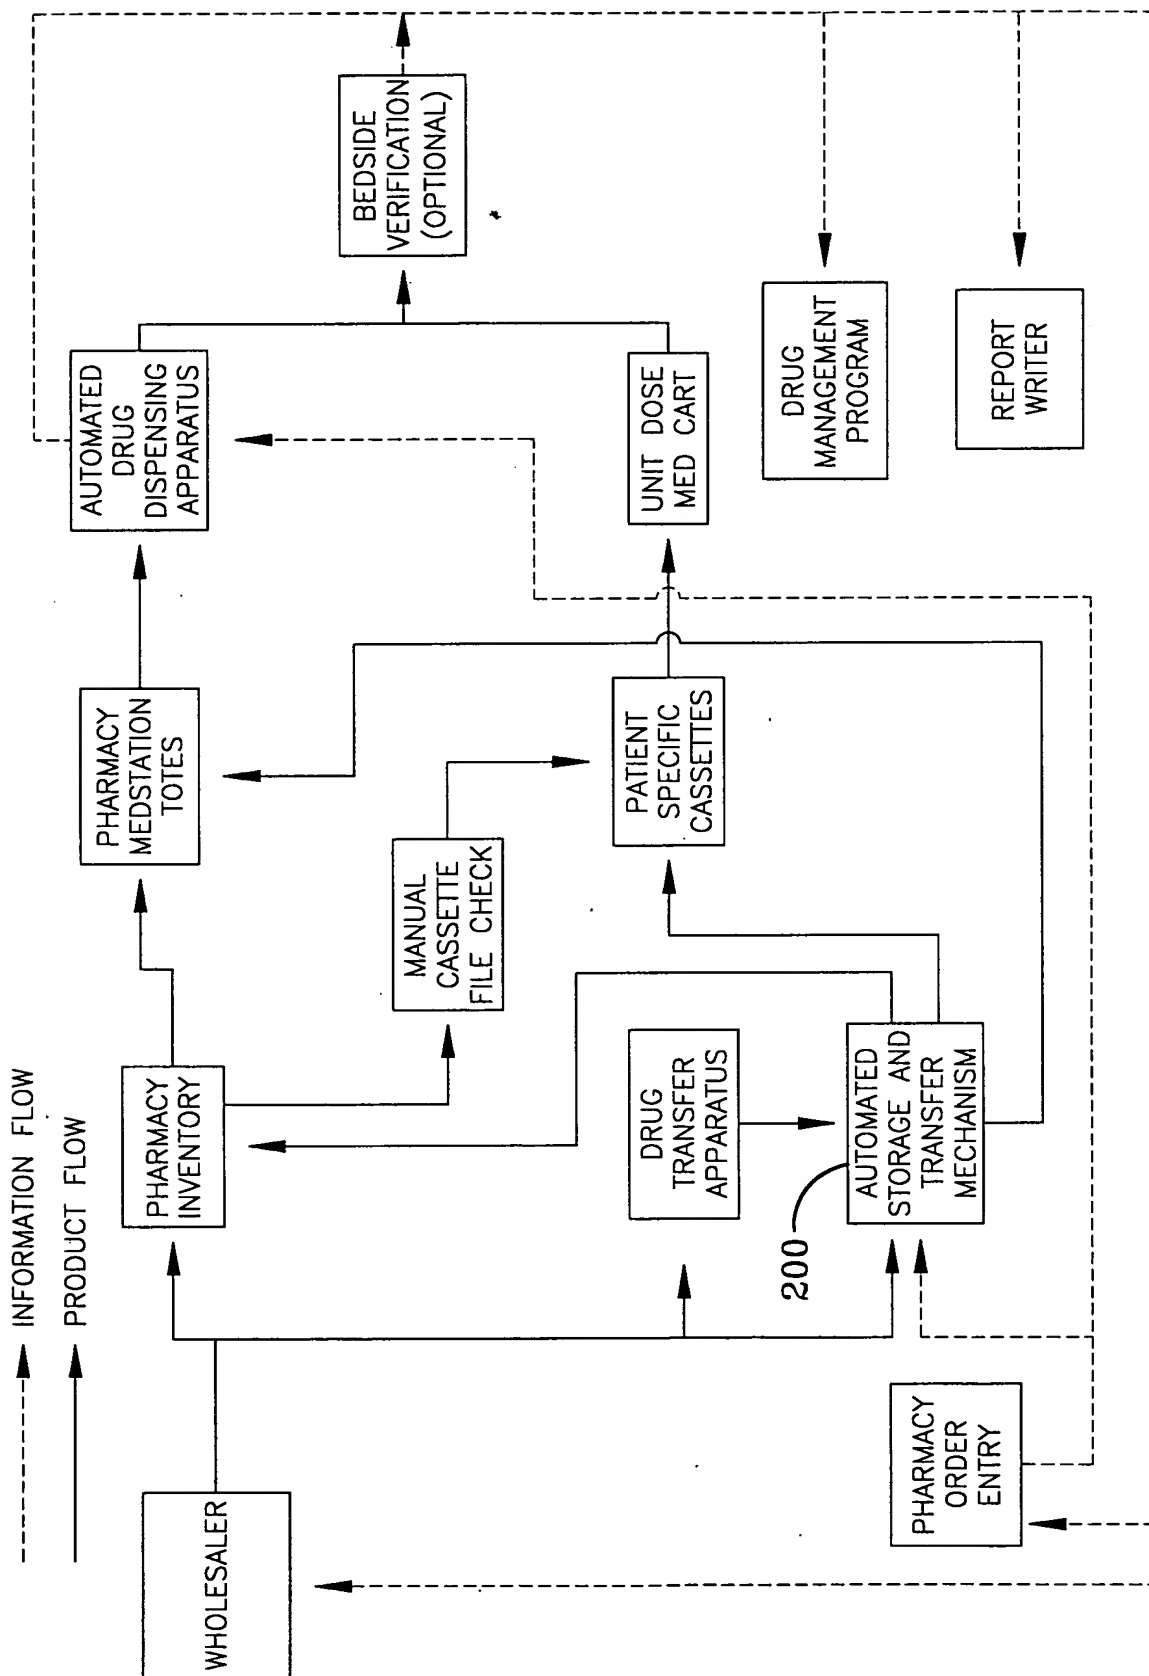 INFORMATION FLOW
PRODUCT FLOW
WHOLESALER
PHARMACY
INVENTORY
PHARMACY
MEDSTATION
TOTES
AUTOMATED
DRUG
DISPENSING
APPARATUS
BEDSIDE
VERIFICATION
(OPTIONAL)
MANUAL
CASSETTE
FILE CHECK
PATIENT
SPECIFIC
CASSETTES
UNIT DOSE
MED CART
DRUG
TRANSFER
APPARATUS
200
AUTOMATED
STORAGE AND
TRANSFER
MECHANISM
PHARMACY
ORDER
ENTRY
DRUG
MANAGEMENT
PROGRAM
REPORT
WRITER